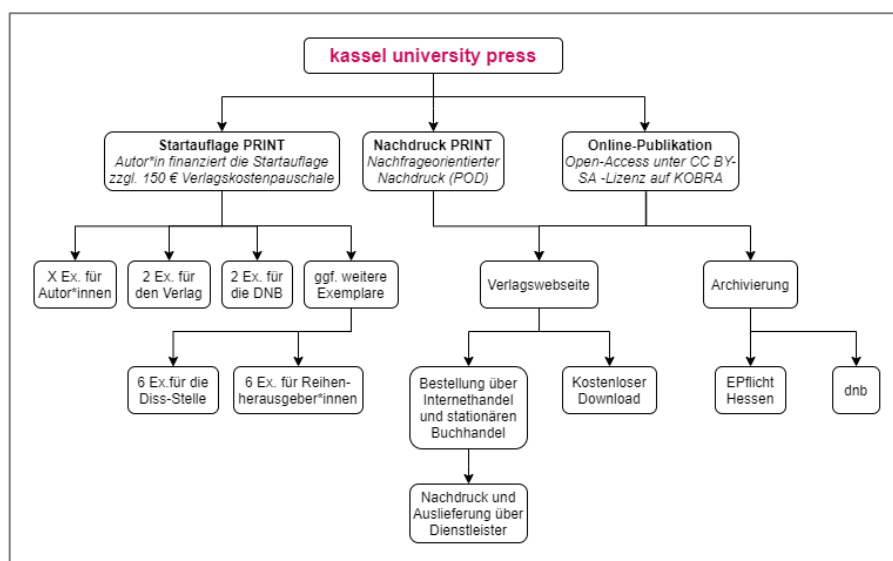 kassel university press
Startauflage PRINT
Autor*in finanziert die Startauflage
zzgl. 150 € Verlagskostenpauschale
Nachdruck PRINT
Nachfrageorientierter
Nachdruck (POD)
Online-Publikation
Open-Access unter CC BY-
SA -Lizenz auf KOBRA
X Ex. für
Autor*innen
2 Ex. für
den Verlag
2 Ex. für
die DNB
ggf. weitere
Exemplare
Verlagswebseite
Archivierung
6 Ex.für die
Diss-Stelle
6 Ex. für Reihen-
herausgeber*innen
Bestellung über
Internethandel
und stationären
Buchhandel
Kostenloser
Download
EPflicht
Hessen
dnb
Nachdruck und
Auslieferung über
Dienstleister